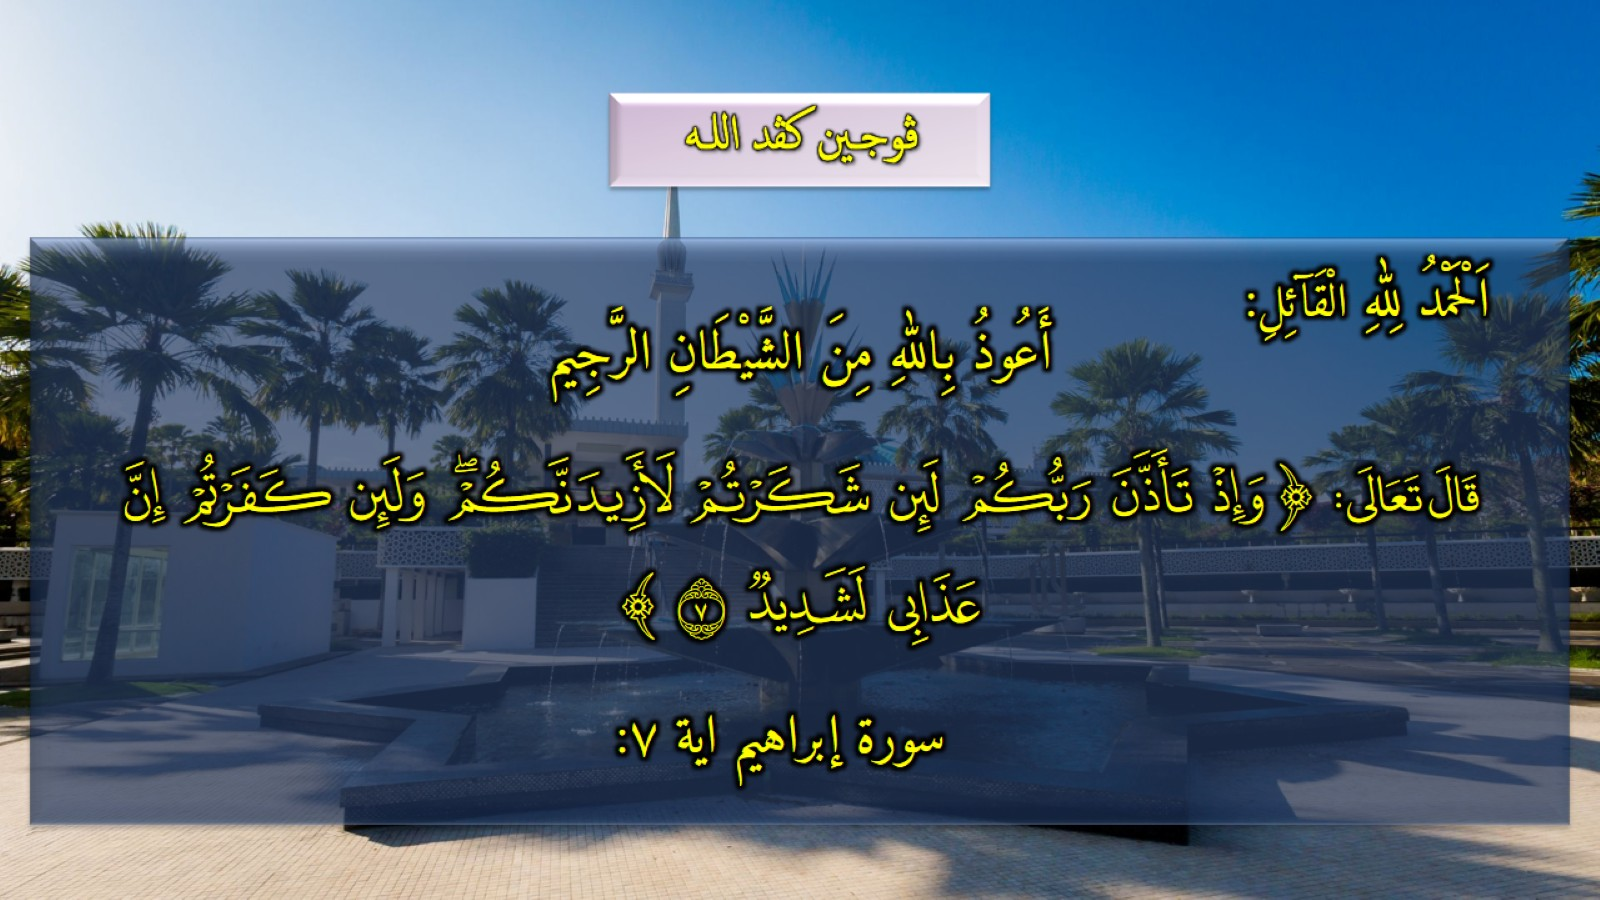 ڤوجين كڤد الله
اَلْحَمْدُ لِلّٰهِ الْقَآئِلِ:
أَعُوذُ بِاللّٰهِ مِنَ الشَّيْطَانِ الرَّجِيم
قَالَ تَعَالَى: ﴿ وَإِذْ تَأَذَّنَ رَبُّكُمْ لَئِن شَكَرْتُمْ لَأَزِيدَنَّكُمْۖ وَلَئِن كَفَرْتُمْ إِنَّ
عَذَابِى لَشَدِيدٌ ٧ ﴾
سورة إبراهيم اية ٧: